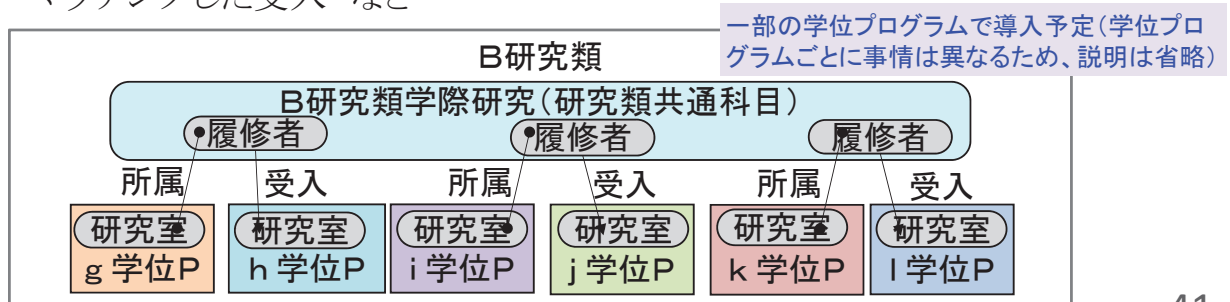 マッチングした受入 など
一部の学位プログラムで導入予定(学位プロ
グラムごとに事情は異なるため、説明は省略)
B研究類
B研究類学際研究(研究類共通科目)
履修者 履修者 履修者
所属 受入 所属 受入 所属 受入
研究室 研究室 研究室 研究室 研究室 研究室
g 学位P h 学位P i 学位P j 学位P k 学位P l 学位P